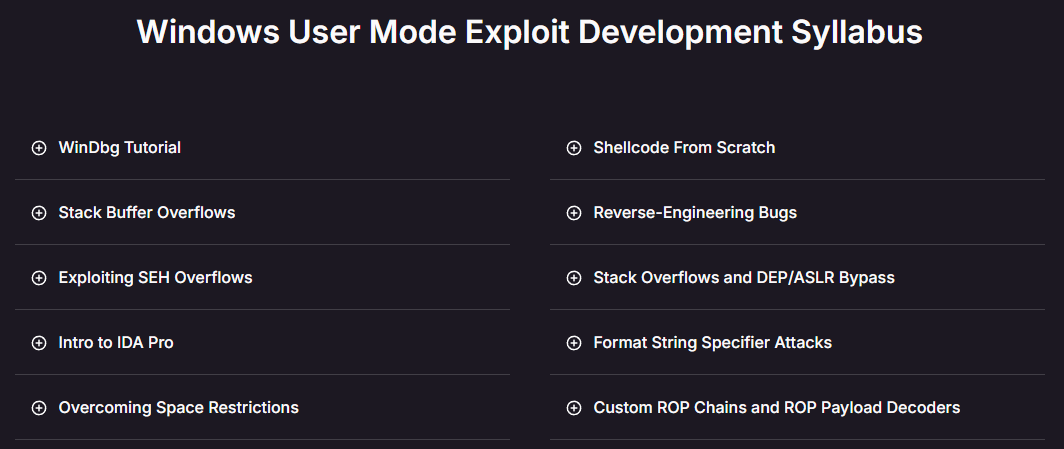 Windows User Mode Exploit Development Syllabus
WinDbg Tutorial
Stack Buffer Overflows
Exploiting SEH Overflows
Intro to IDA Pro
Overcoming Space Restrictions
Shellcode From Scratch
Reverse-Engineering Bugs
Stack Overflows and DEP/ASLR Bypass
Format String Specifier Attacks
Custom ROP Chains and ROP Payload Decoders